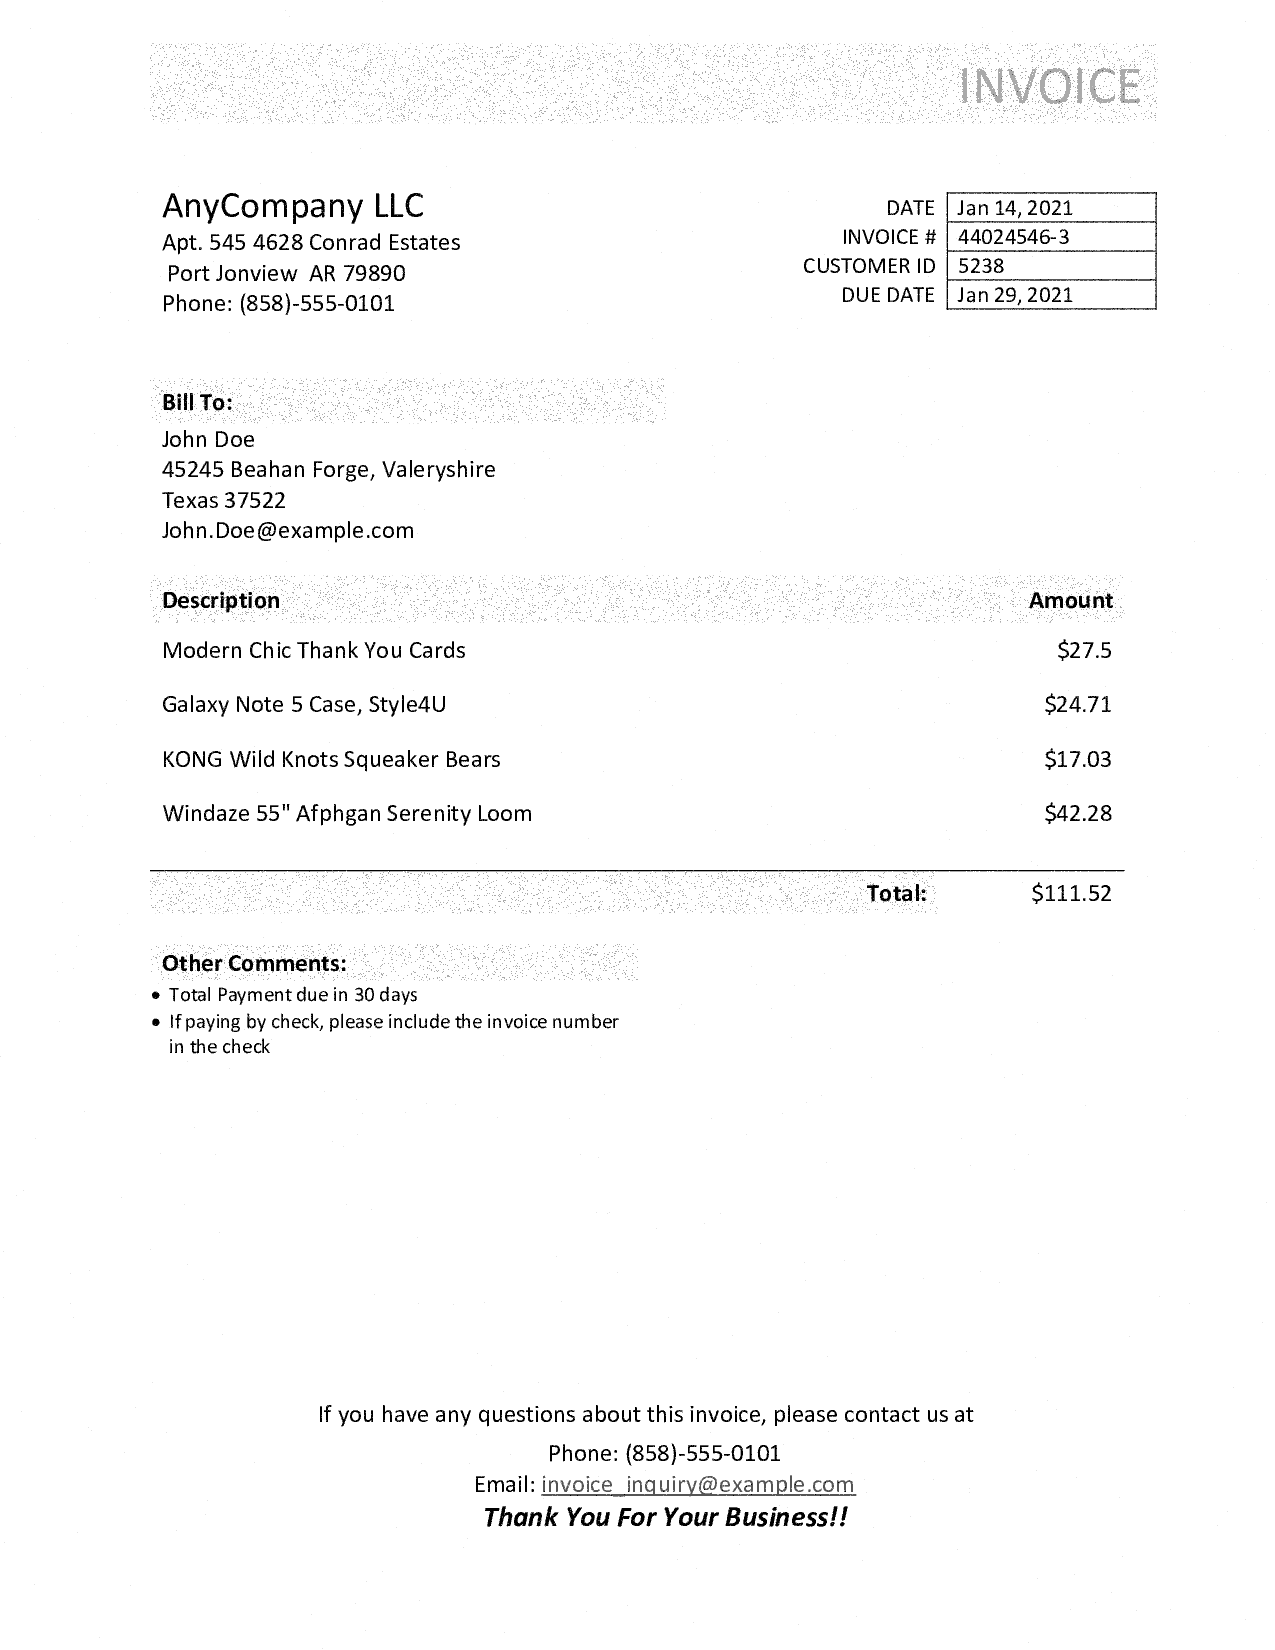 INVOICE
AnyCompany LLC
Apt. 545 4628 Conrad Estates
Port Jonview AR 79890
Phone: (858)-555-0101
DATE Jan 14, 2021
INVOICE # 44024546-3
CUSTOMER ID 5238
DUE DATE Jan 29, 2021
Bill To:
John Doe
45245 Beahan Forge, Valeryshire
Texas 37522
John.Doe@example.com
Description Amount
Modern Chic Thank You Cards $27.5
Galaxy Note 5 Case, Style4U $24.71
KONG Wild Knots Squeaker Bears $17.03
Windaze 55" Afphgan Serenity Loom $42.28
Total: $111.52
Other Comments:
• Total Payment due in 30 days
• If paying by check, please include the invoice number
in the check
If you have any questions about this invoice, please contact us at
Phone: (858)-555-0101
Email: invoice_inquiry@example.com
Thank You For Your Business!!